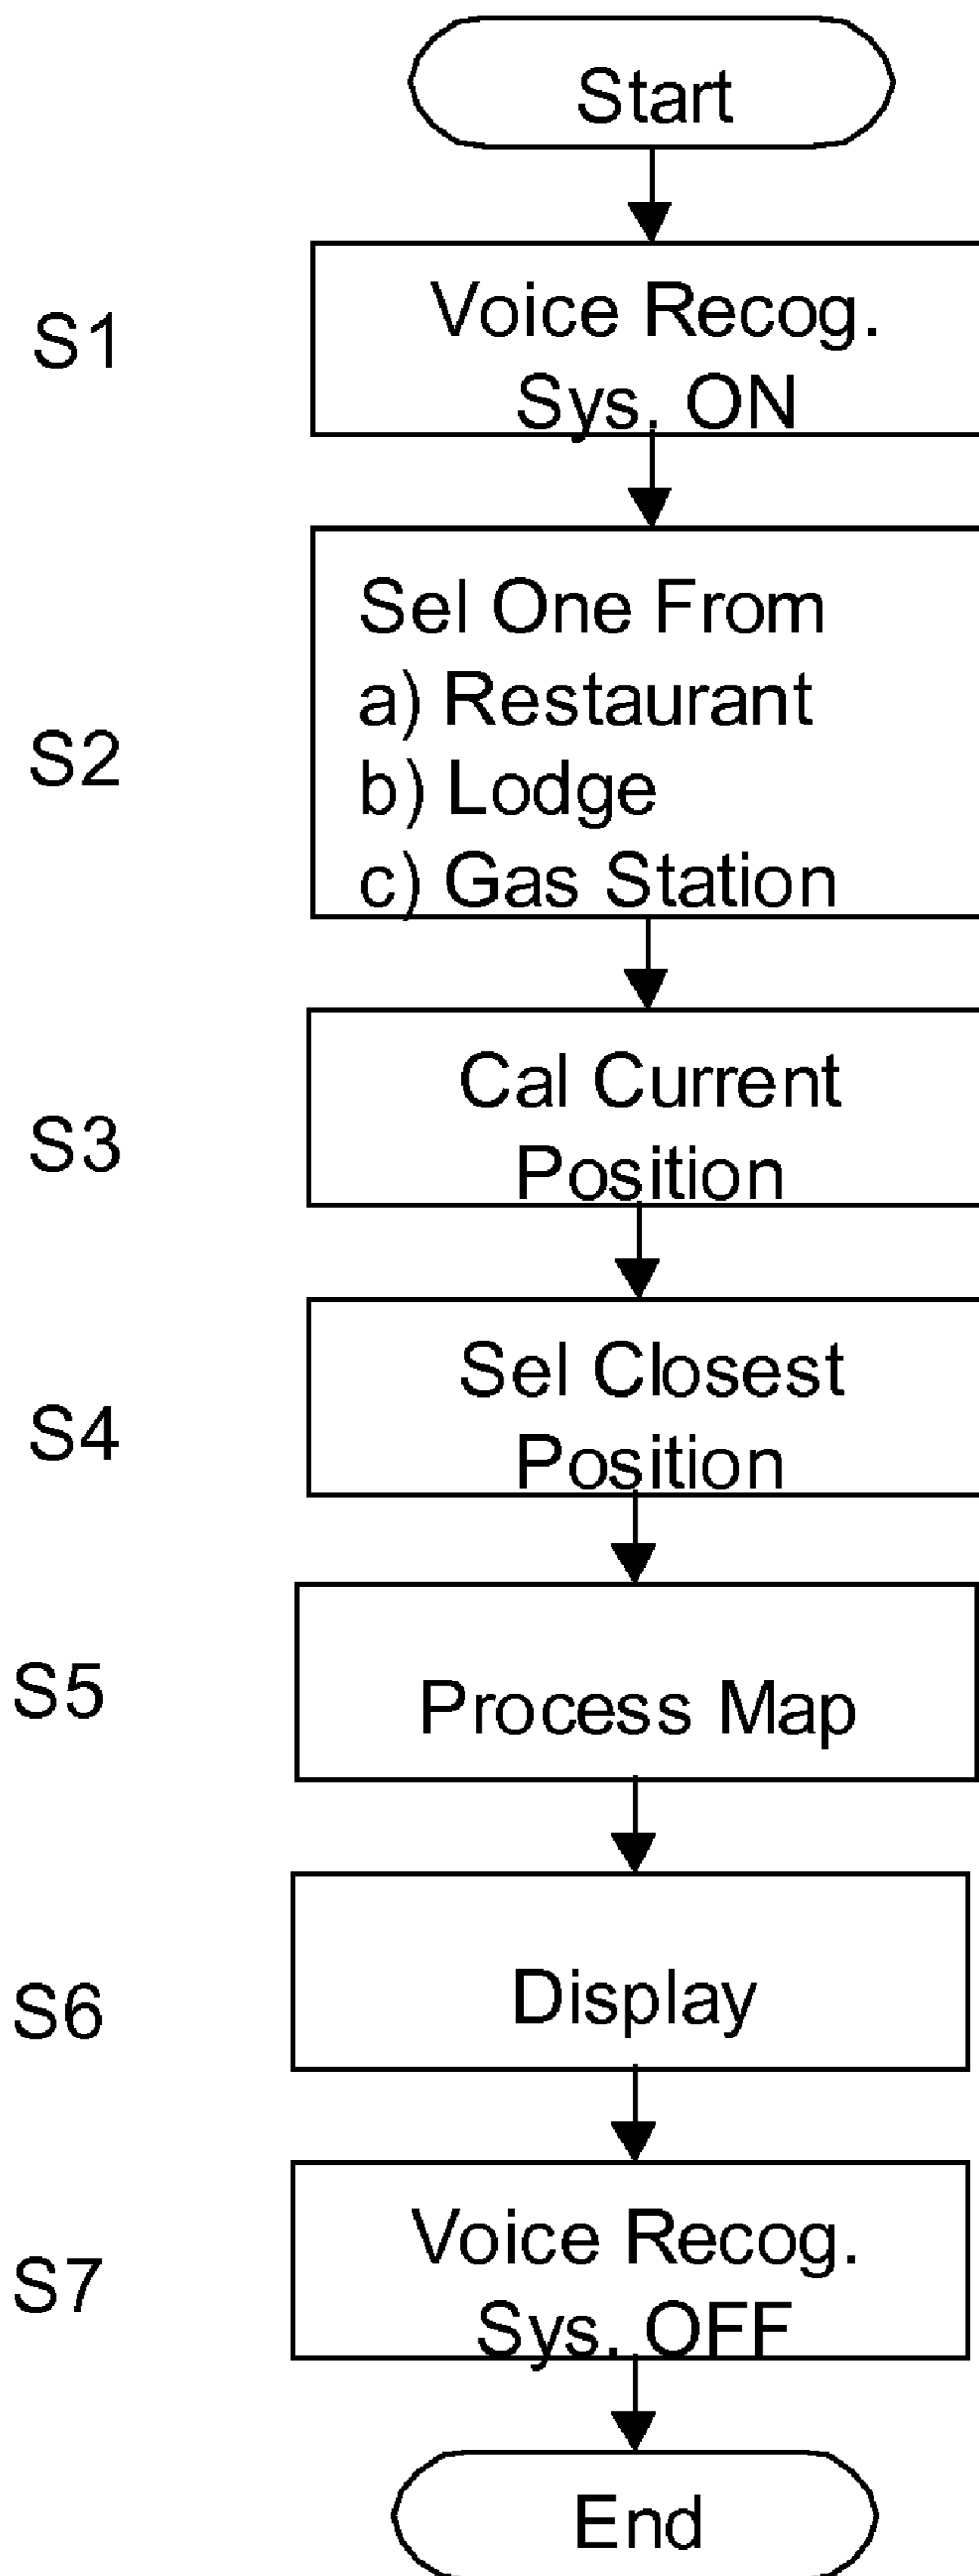 Start
S1
Voice Recog.
Sys. ON
S2
Sel One From
a) Restaurant
b) Lodge
c) Gas Station
S3
Cal Current
Position
S4
Sel Closest
Position
S5
Process Map
S6
Display
S7
Voice Recog.
Sys. OFF
End